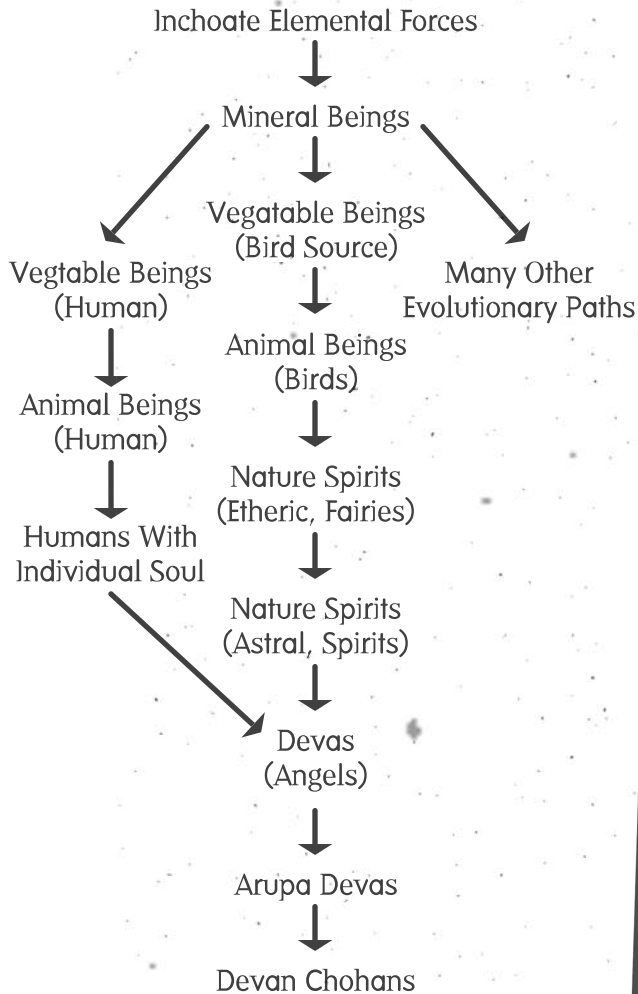 Inchoate Elemental Forces
Mineral Beings
Vegatable Beings
(Bird Source)
Vegtable Beings
(Human)
Many Other
Evolutionary Paths
Animal Beings
(Birds)
Animal Beings
(Human)
Nature Spirits
(Etheric, Fairies)
Humans With
Individual Soul
Nature Spirits
(Astral, Spirits)
Devas
(Angels)
Arupa Devas
Devan Chohans